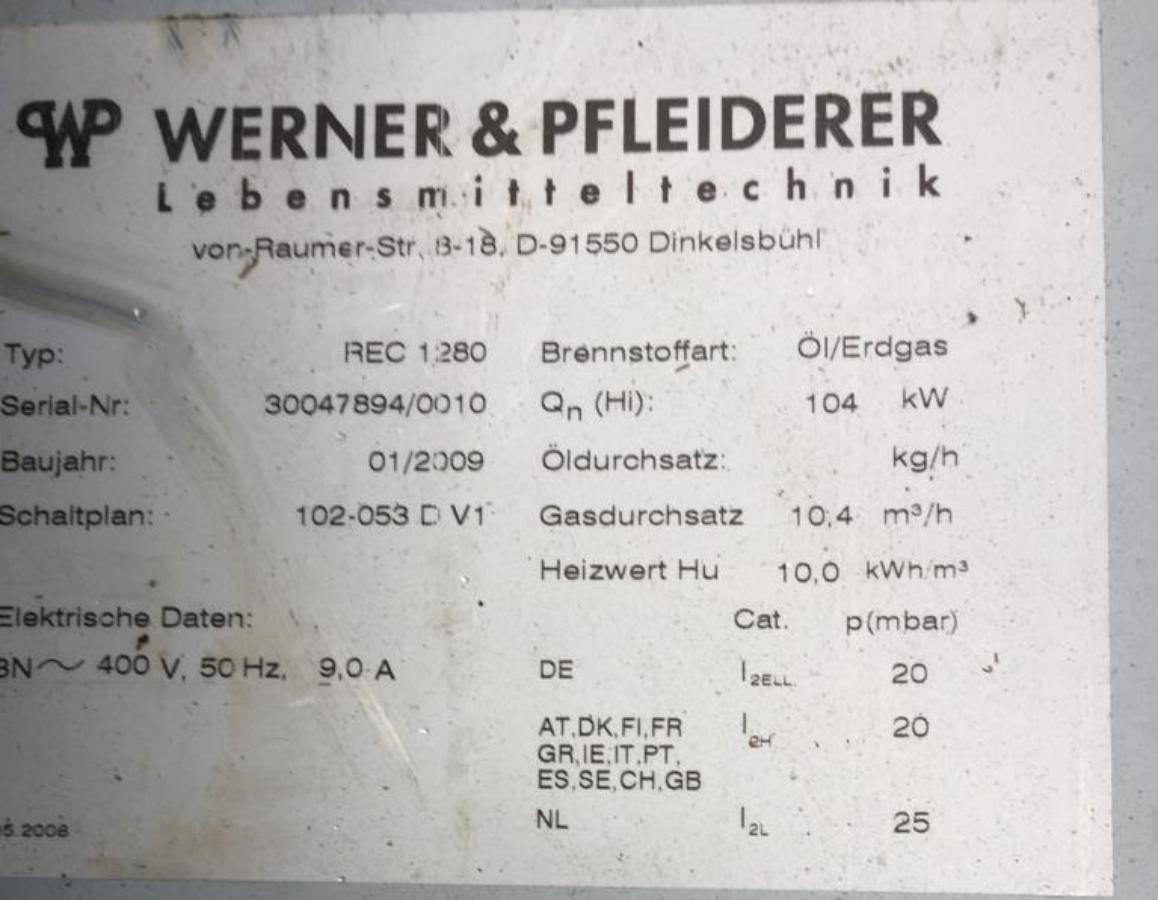 WP WERNER & PFLEIDERER
Lebensmitteltechnik
von-Raumer-Str. 8-18, D-91550 Dinkelsbühl
Typ: REC 1280 Brennstoffart: Öl/Erdgas
Serial-Nr: 30047894/0010 Qn (Hi): 104 kW
Baujahr: 01/2009 Öldurchsatz: kg/h
Schaltplan: 102-053 D V1 Gasdurchsatz 10,4 m³/h
Heizwert Hu 10,0 kWh/m³
Elektrische Daten: Cat. p(mbar)
3N~ 400 V, 50 Hz, 9,0 A DE I2ELL 20
AT,DK,FI,FR I2H 20
GR,IE,IT,PT,
ES,SE,CH,GB
NL I2L 25
5.2008